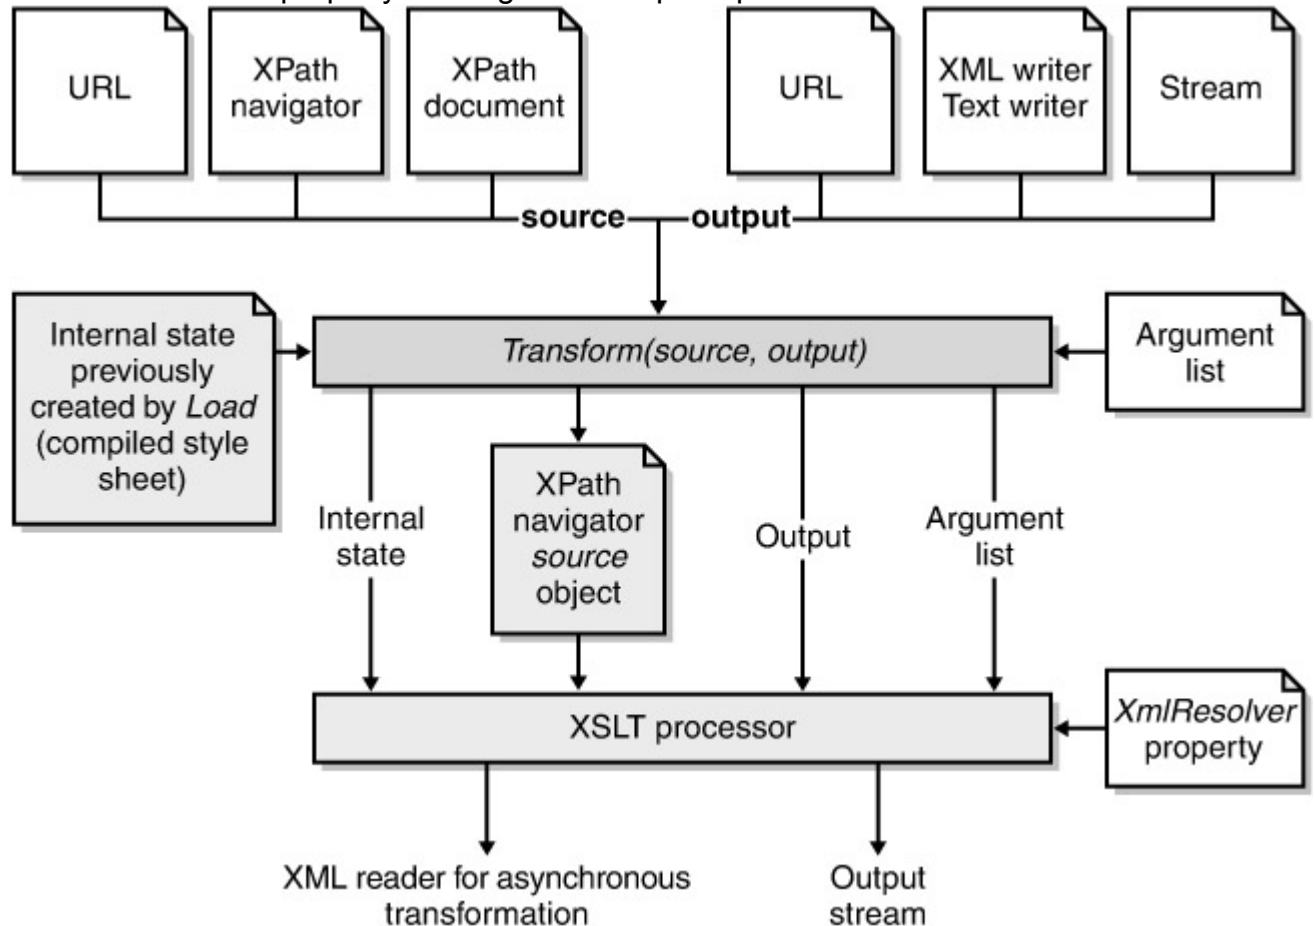 URL
XPath
navigator
XPath
document
URL
XML writer
Text writer
Stream
source
output
Internal state
previously
created by Load
(compiled style
sheet)
Transform(source, output)
Argument
list
Internal
state
XPath
navigator
source
object
Output
Argument
list
XSLT processor
XmlResolver
property
XML reader for asynchronous
transformation
Output
stream